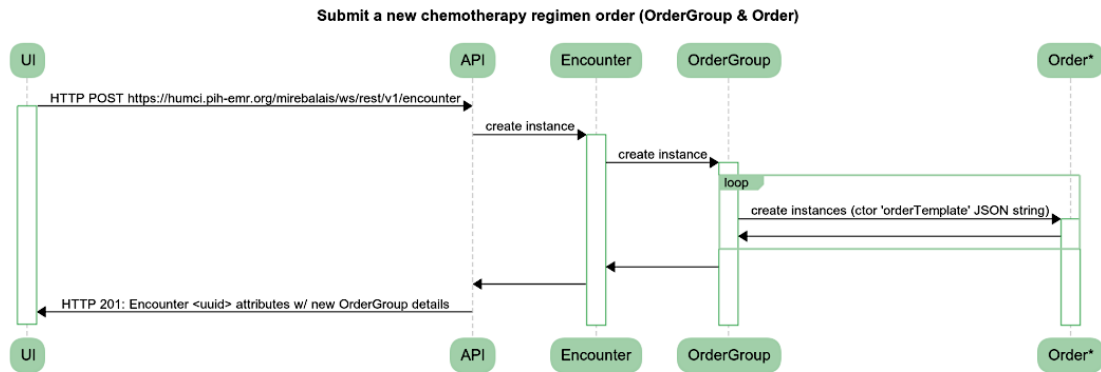 Submit a new chemotherapy regimen order (OrderGroup & Order)
UI
API
Encounter
OrderGroup
Order*
HTTP POST https://humci.pih-emr.org/mirebalais/ws/rest/v1/encounter
create instance
create instance
loop
create instances (ctor 'orderTemplate' JSON string)
HTTP 201: Encounter <uuid> attributes w/ new OrderGroup details
UI
API
Encounter
OrderGroup
Order*